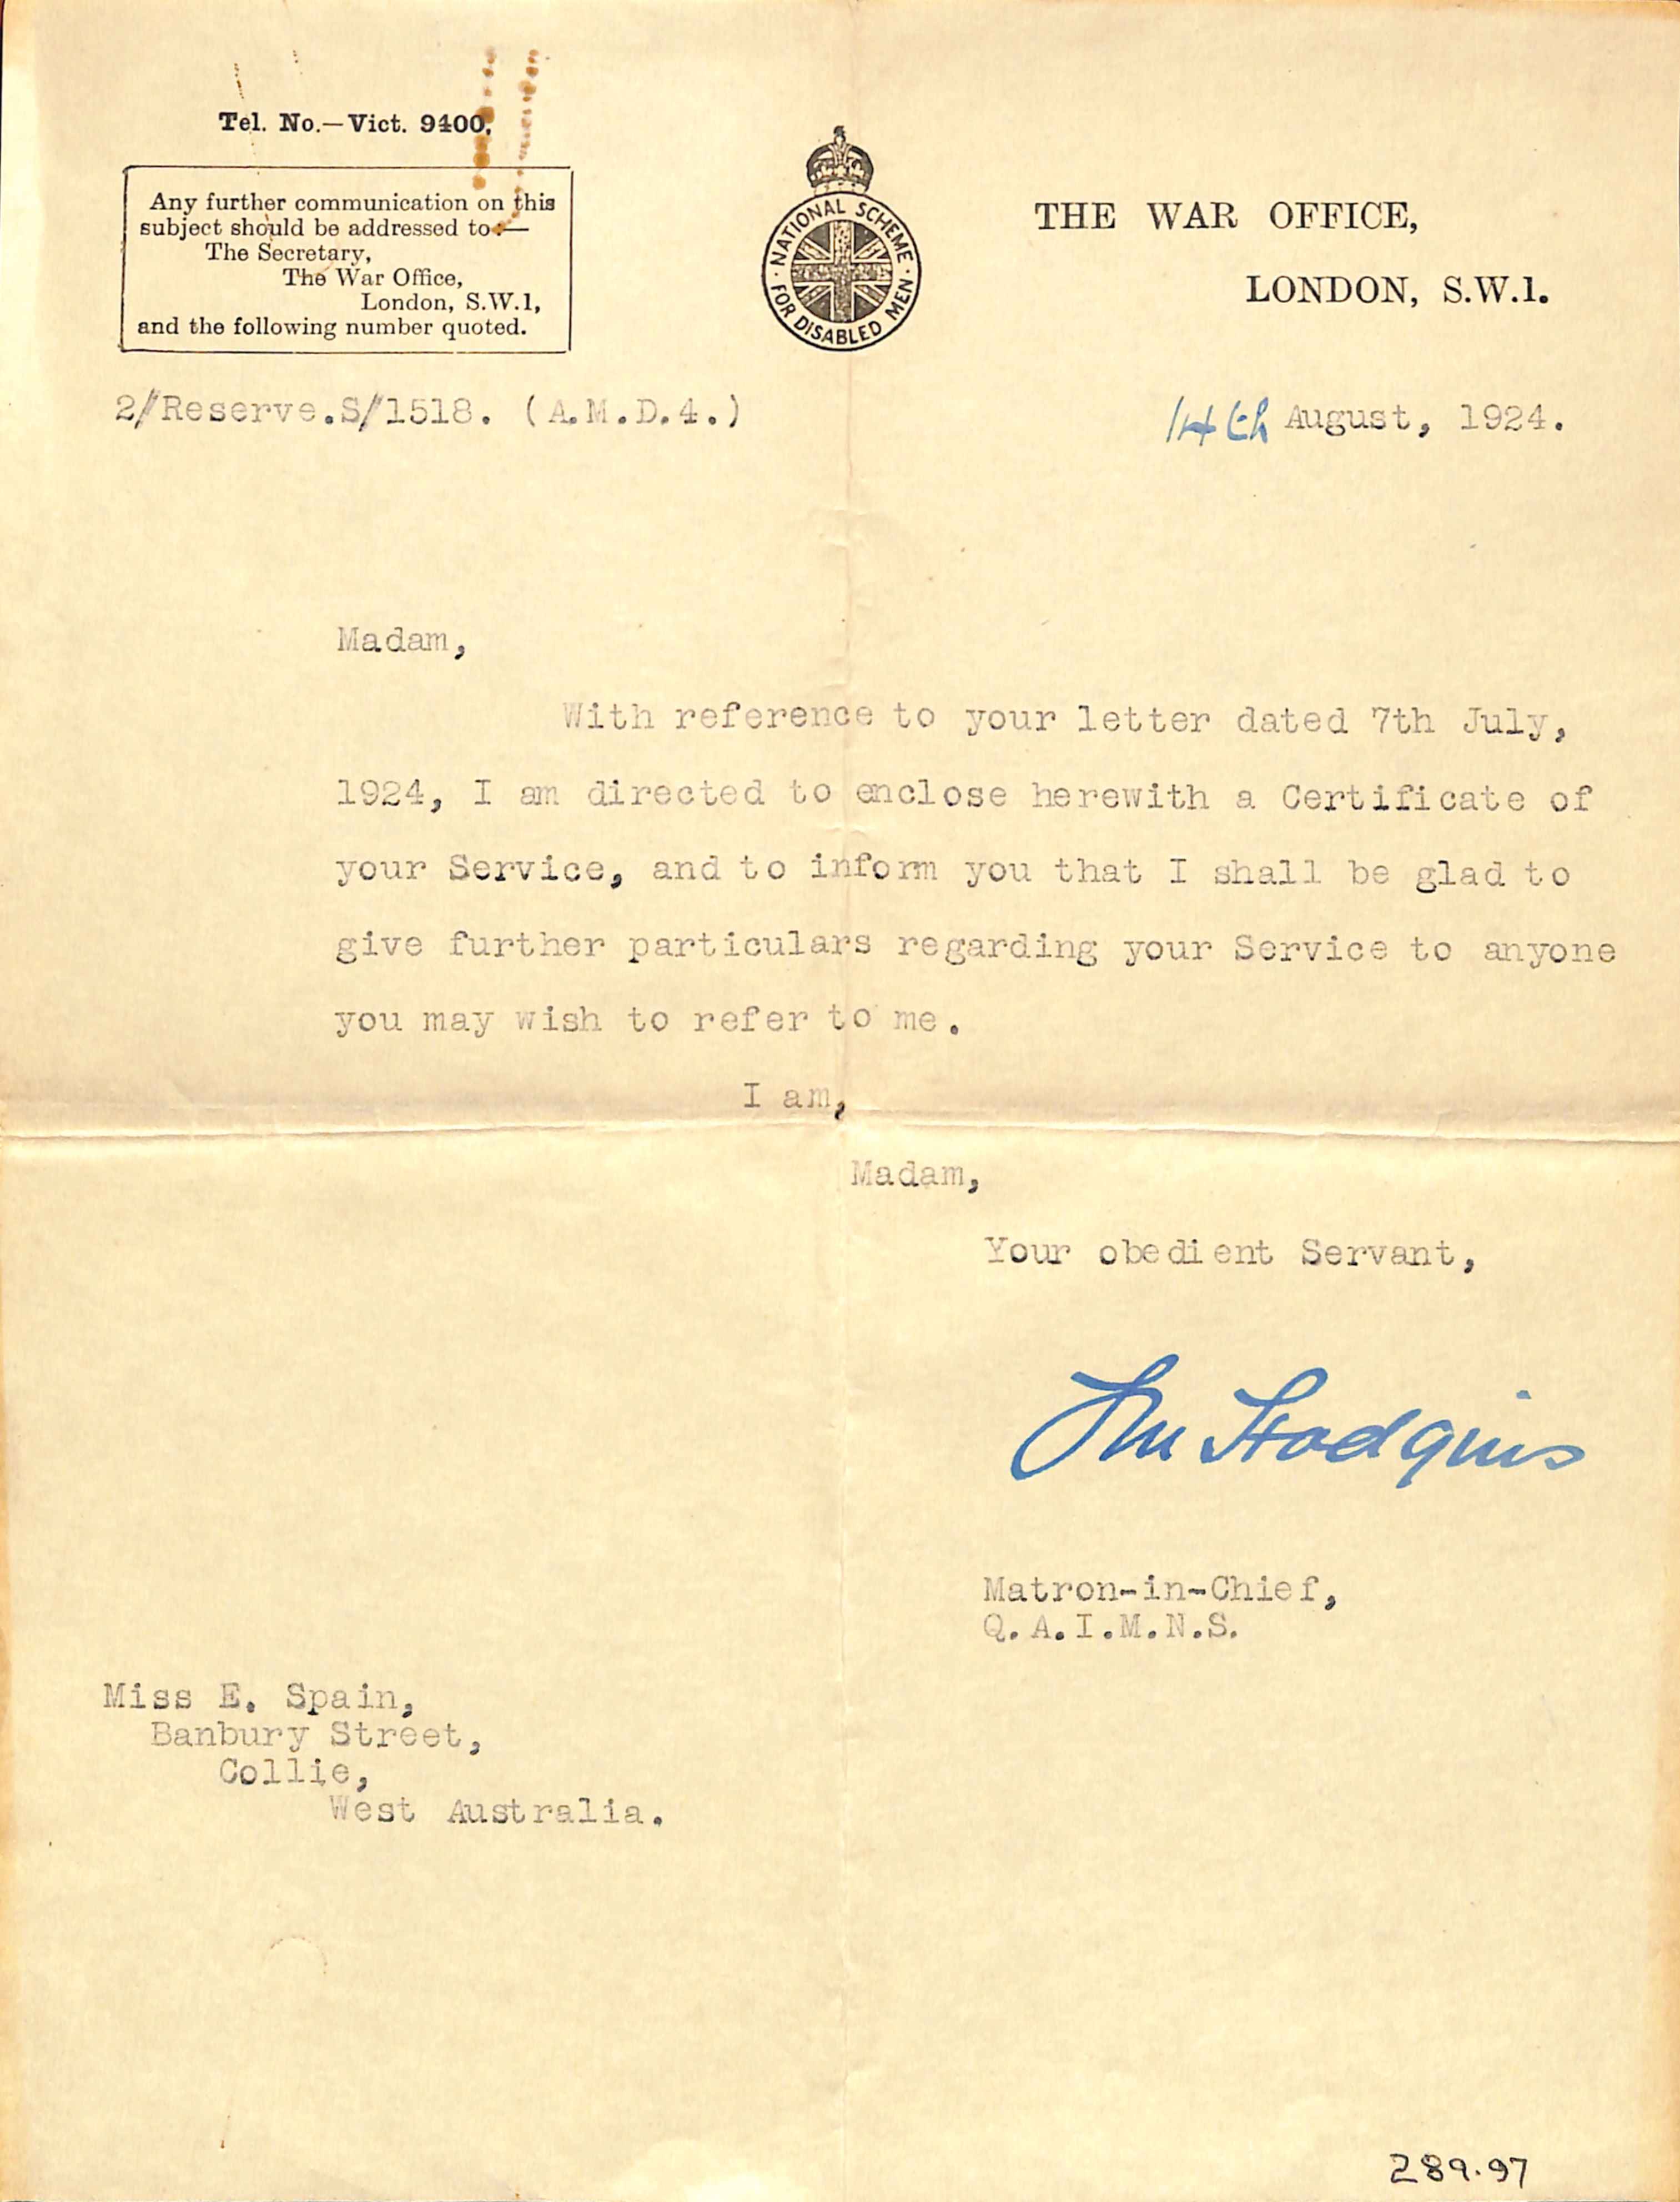 Tel. No.—Vict. 9400.
Any further communication on this
subject should be addressed to:—
The Secretary,
The War Office,
London, S.W.1,
and the following number quoted.
NATIONAL SCHEME
FOR DISABLED MEN
THE WAR OFFICE,
LONDON, S.W.1.
2/Reserve.S/1518. (A.M.D.4.)
14th August, 1924.
Madam,
With reference to your letter dated 7th July,
1924, I am directed to enclose herewith a Certificate of
your Service, and to inform you that I shall be glad to
give further particulars regarding your Service to anyone
you may wish to refer to me.
I am,
Madam,
Your obedient Servant,
Hodgins
Matron-in-Chief,
Q.A.I.M.N.S.
Miss E. Spain,
Banbury Street,
Collie,
West Australia.
289.97